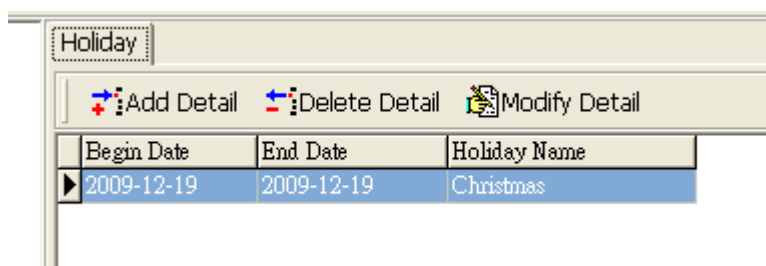 Holiday
Add Detail Delete Detail Modify Detail
Begin Date End Date Holiday Name
2009-12-19 2009-12-19 Christmas